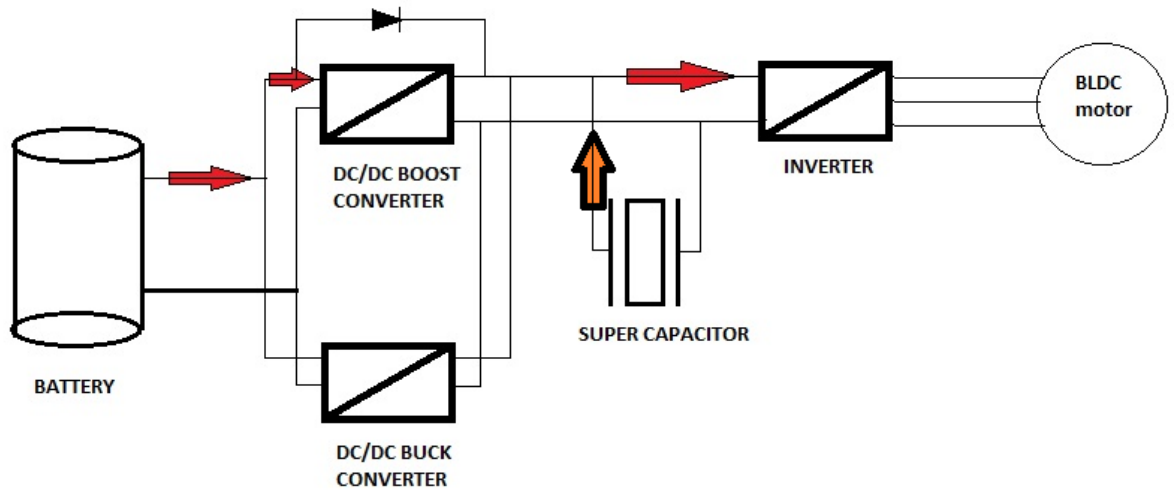 BLDC
motor
DC/DC BOOST
CONVERTER
INVERTER
SUPER CAPACITOR
BATTERY
DC/DC BUCK
CONVERTER